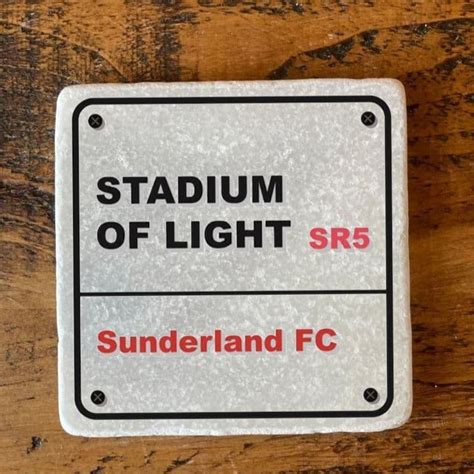 STADIUM
OF LIGHT SR5
Sunderland FC